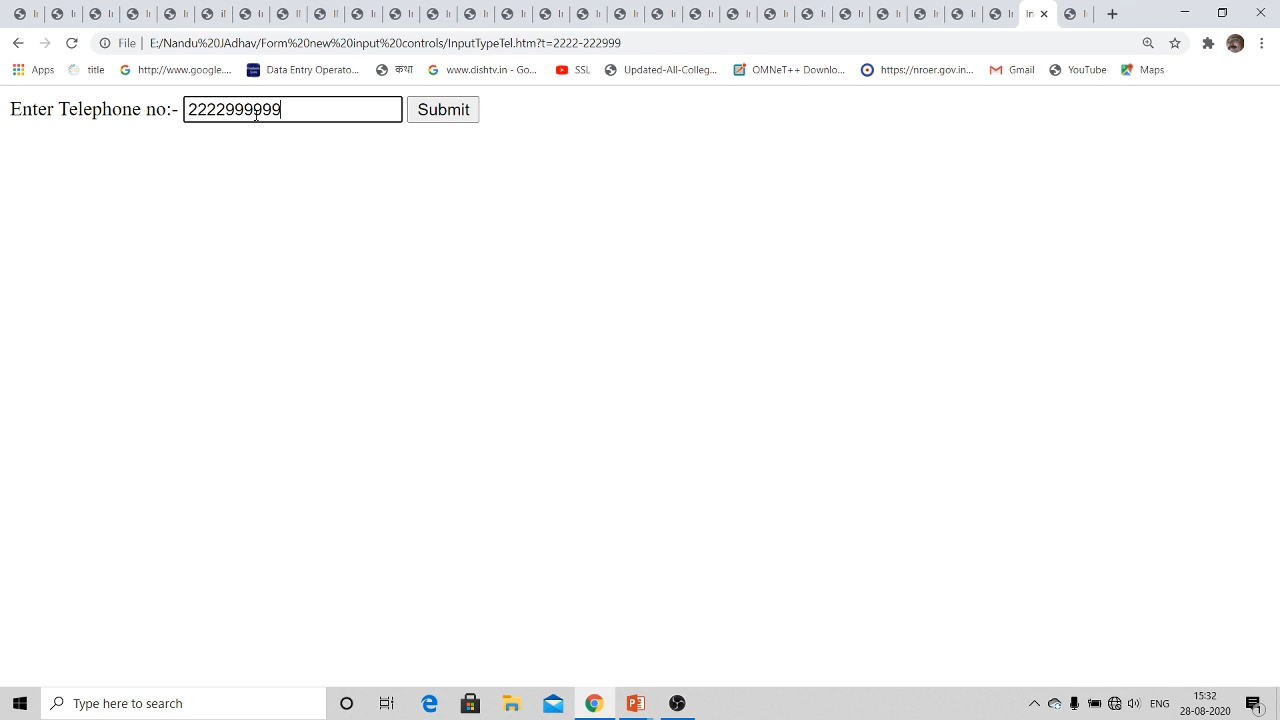 In
File E:/Nandu%20JAdhav/Form%20new%20input%20controls/InputTypeTel.htm?t=2222-222999
Apps title http://www.google.... Data Entry Operato... कथा www.dishtv.in - Go... SSL Updated-All-Colleg... OMNeT++ Downlo... https://nroer.gov.in... Gmail YouTube Maps
Enter Telephone no:- 2222999999 Submit
Type here to search
ENG
15:32
28-08-2020
1